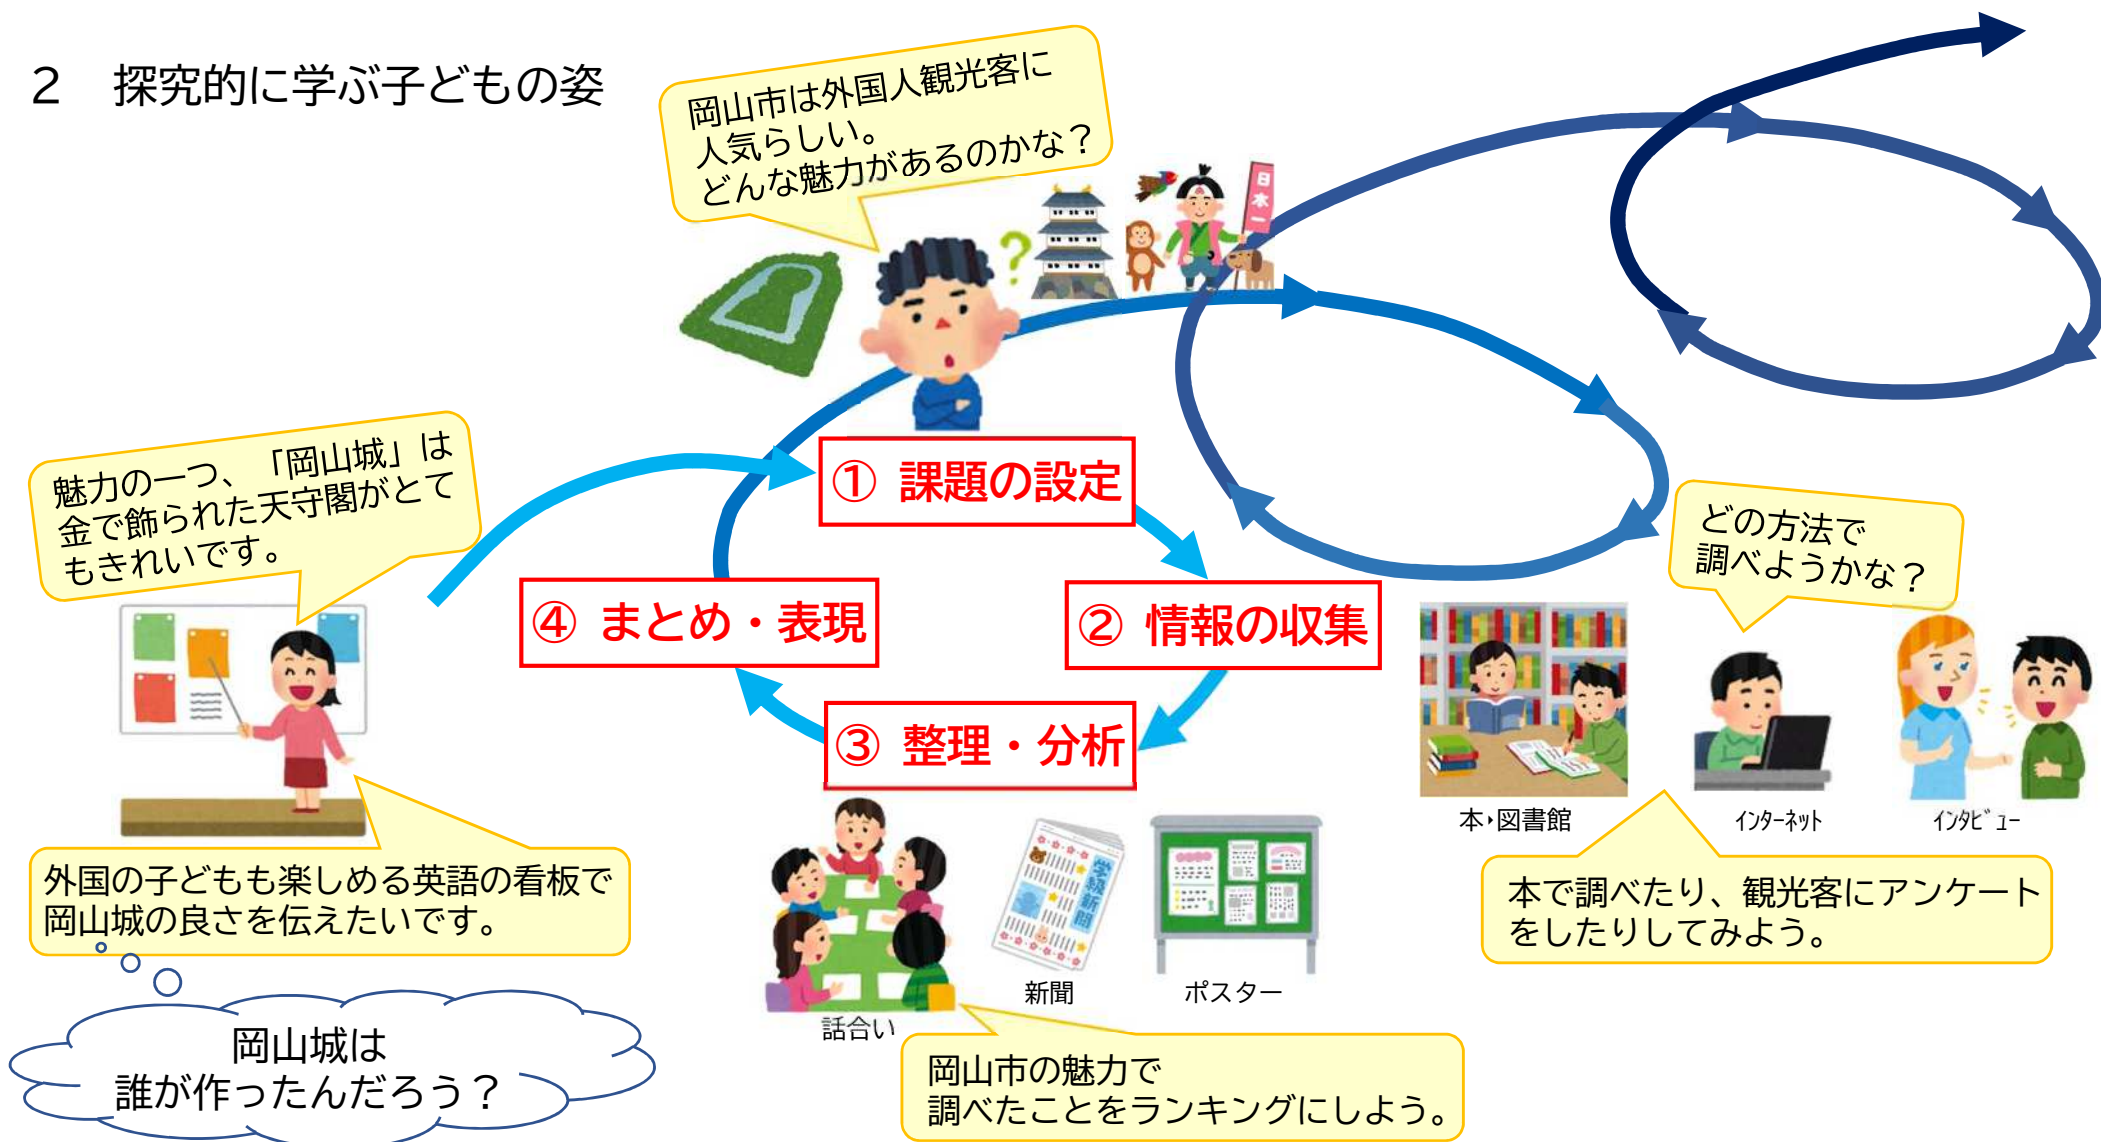 ２　探究的に学ぶ子どもの姿
岡山市は外国人観光客に
人気らしい。
どんな魅力があるのかな？
日本一
魅力の一つ、「岡山城」は
金で飾られた天守閣がとて
もきれいです。
① 課題の設定
② 情報の収集
③ 整理・分析
④ まとめ・表現
どの方法で
調べようかな？
本・図書館
インターネット
インタビュー
本で調べたり、観光客にアンケート
をしたりしてみよう。
外国の子どもも楽しめる英語の看板で
岡山城の良さを伝えたいです。
岡山城は
誰が作ったんだろう？
学級新聞
話合い
新聞
ポスター
岡山市の魅力で
調べたことをランキングにしよう。